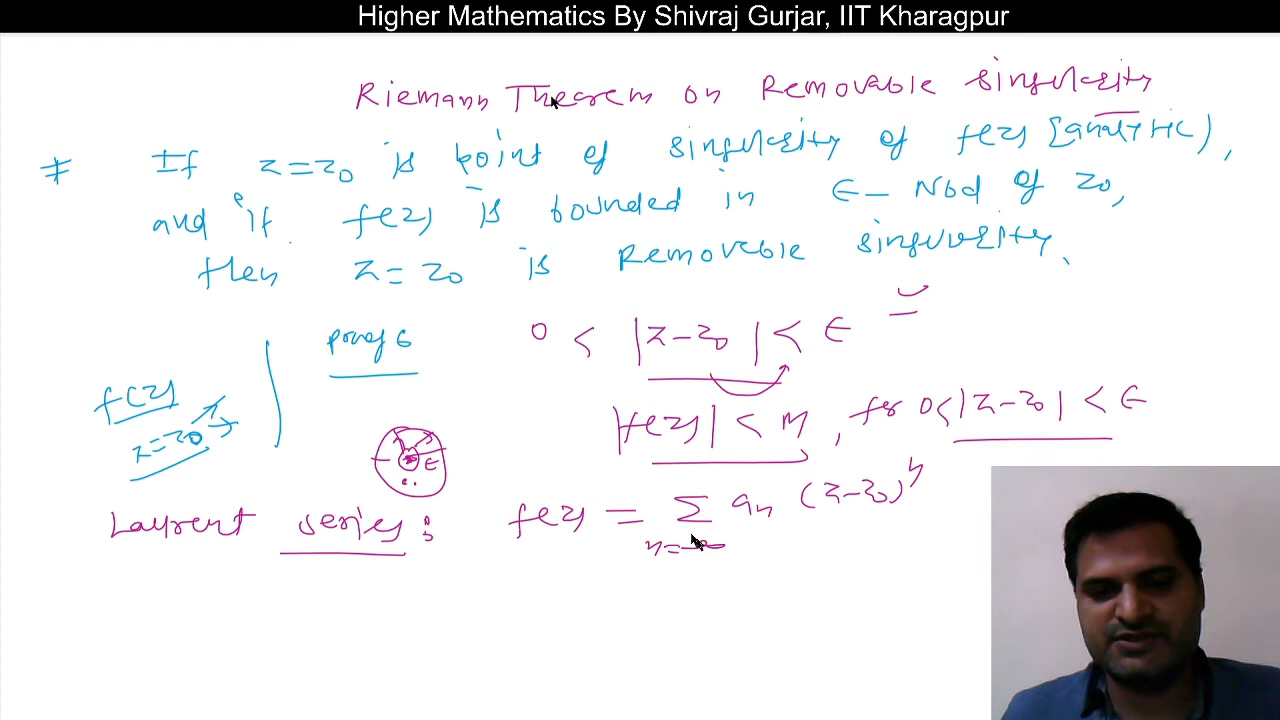 Higher Mathematics By Shivraj Gurjar, IIT Kharagpur
Riemann Theorem on Removable singularity
# If z=z₀ is point of singularity of f(z) [analytic),
and if f(z) is bounded in ∈- Nbd of z₀,
then z=z₀ is Removable singularity.
proof
0 < |z-z₀| < ∈
f(z)
z=z₀
|f(z)| < M, for 0<|z-z₀| < ∈
∈
Laurent series: f(z) = Σ aₙ (z-z₀)ⁿ
n=-∞